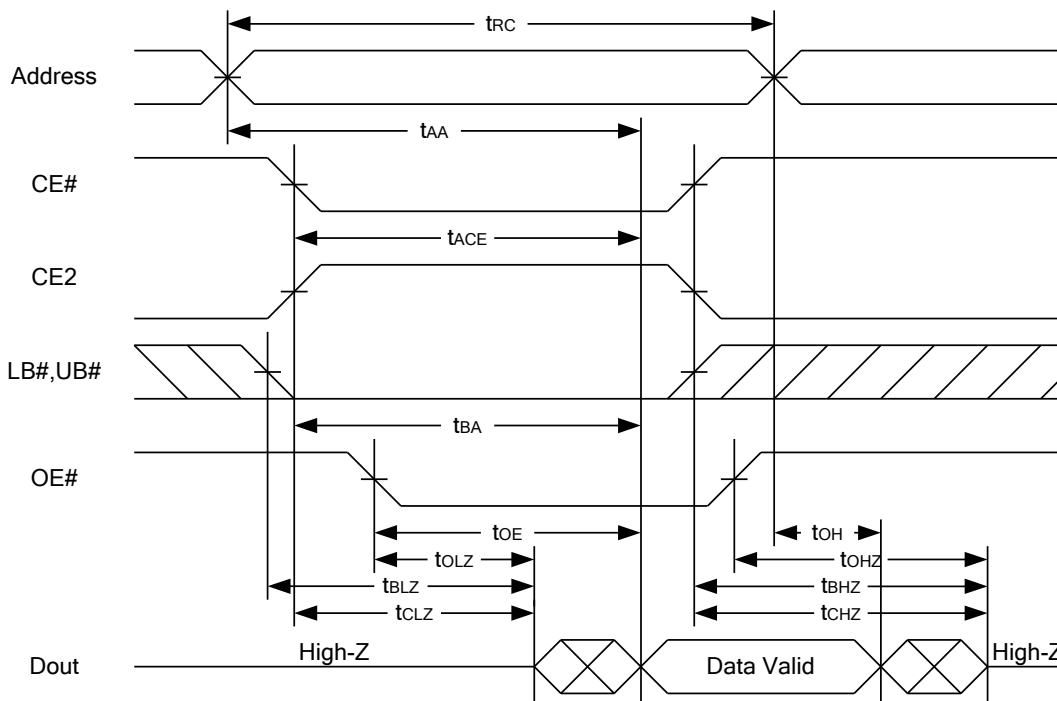 tRC
Address
tAA
CE#
tACE
CE2
LB#,UB#
tBA
OE#
tOE
tOH
tOLZ
tOHZ
tBLZ
tBHZ
tCLZ
tCHZ
Dout High-Z Data Valid High-Z